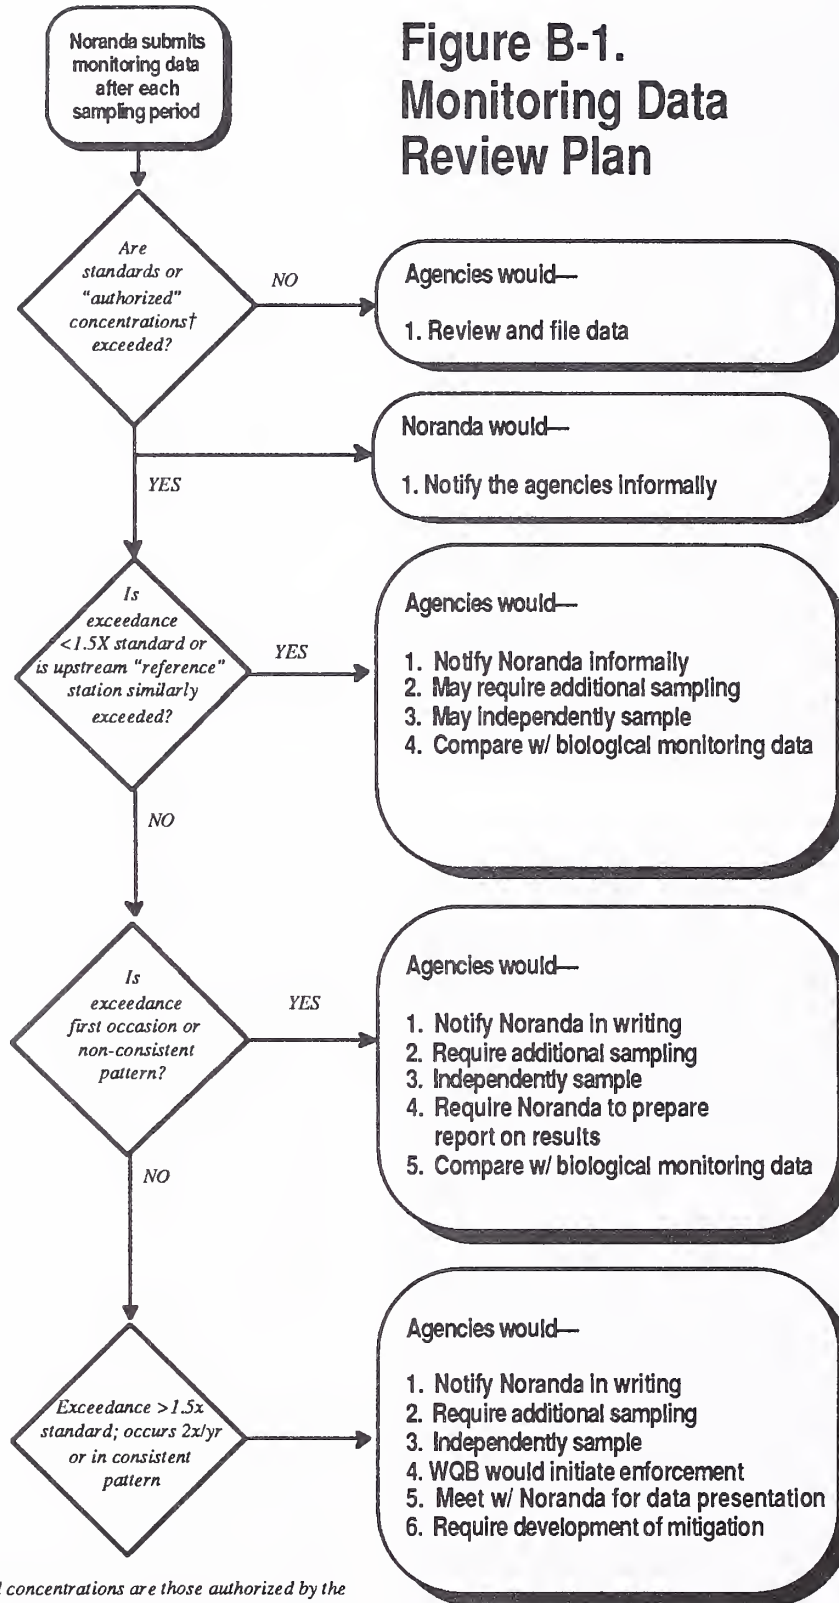 Noranda submits
monitoring data
after each
sampling period
Figure B-1.
Monitoring Data
Review Plan
Are
standards or
"authorized"
concentrations†
exceeded?
NO
Agencies would—
1. Review and file data
YES
Noranda would—
1. Notify the agencies informally
Is
exceedance
<1.5X standard or
is upstream "reference"
station similarly
exceeded?
YES
Agencies would—
1. Notify Noranda informally
2. May require additional sampling
3. May independently sample
4. Compare w/ biological monitoring data
NO
Is
exceedance
first occasion or
non-consistent
pattern?
YES
Agencies would—
1. Notify Noranda in writing
2. Require additional sampling
3. Independently sample
4. Require Noranda to prepare
report on results
5. Compare w/ biological monitoring data
NO
Exceedance >1.5x
standard; occurs 2x/yr
or in consistent
pattern
Agencies would—
1. Notify Noranda in writing
2. Require additional sampling
3. Independently sample
4. WQB would initiate enforcement
5. Meet w/ Noranda for data presentation
6. Require development of mitigation
concentrations are those authorized by the